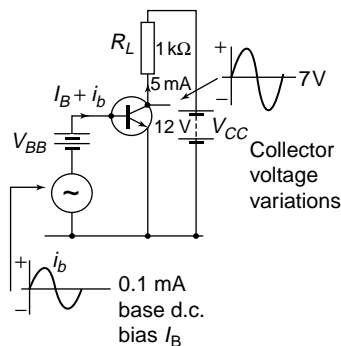 R_L
1 kΩ
5 mA
+
−
7V
I_B + i_b
V_BB
12 V
V_CC
Collector
voltage
variations
~
+
i_b
−
0.1 mA
base d.c.
bias I_B